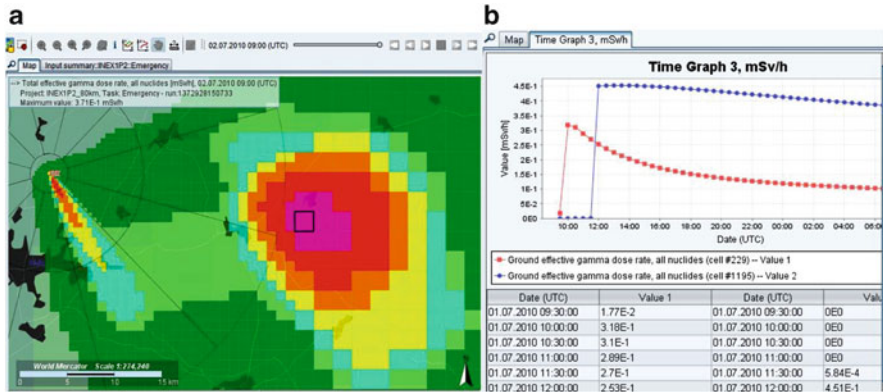 a
02.07.2010 09:00 (UTC)
Map Input summary::INEX1P2::Emergency
--> Total effective gamma dose rate, all nuclides [mSv/h], 02.07.2010 09:00 (UTC)
Project: INEX1P2_80km, Task: Emergency - run:1372928150733
Maximum value: 3.71E-1 mSv/h
World Mercator Scale 1:274,248
0 5 10 15 km
b
Map Time Graph 3, mSv/h
Time Graph 3, mSv/h
Value [mSv/h]
4.5E-1
4E-1
3.5E-1
3E-1
2.5E-1
2E-1
1.5E-1
1E-1
5E-2
0E0
10:00 12:00 14:00 16:00 18:00 20:00 22:00 00:00 02:00 04:00 06:
Date (UTC)
Ground effective gamma dose rate, all nuclides (cell #229) -- Value 1
Ground effective gamma dose rate, all nuclides (cell #1195) -- Value 2
Date (UTC) Value 1 Date (UTC) Valu
01.07.2010 09:30:00 1.77E-2 01.07.2010 09:30:00 0E0
01.07.2010 10:00:00 3.18E-1 01.07.2010 10:00:00 0E0
01.07.2010 10:30:00 3.1E-1 01.07.2010 10:30:00 0E0
01.07.2010 11:00:00 2.89E-1 01.07.2010 11:00:00 0E0
01.07.2010 11:30:00 2.7E-1 01.07.2010 11:30:00 5.84E-4
01.07.2010 12:00:00 2.53E-1 01.07.2010 12:00:00 4.51E-1